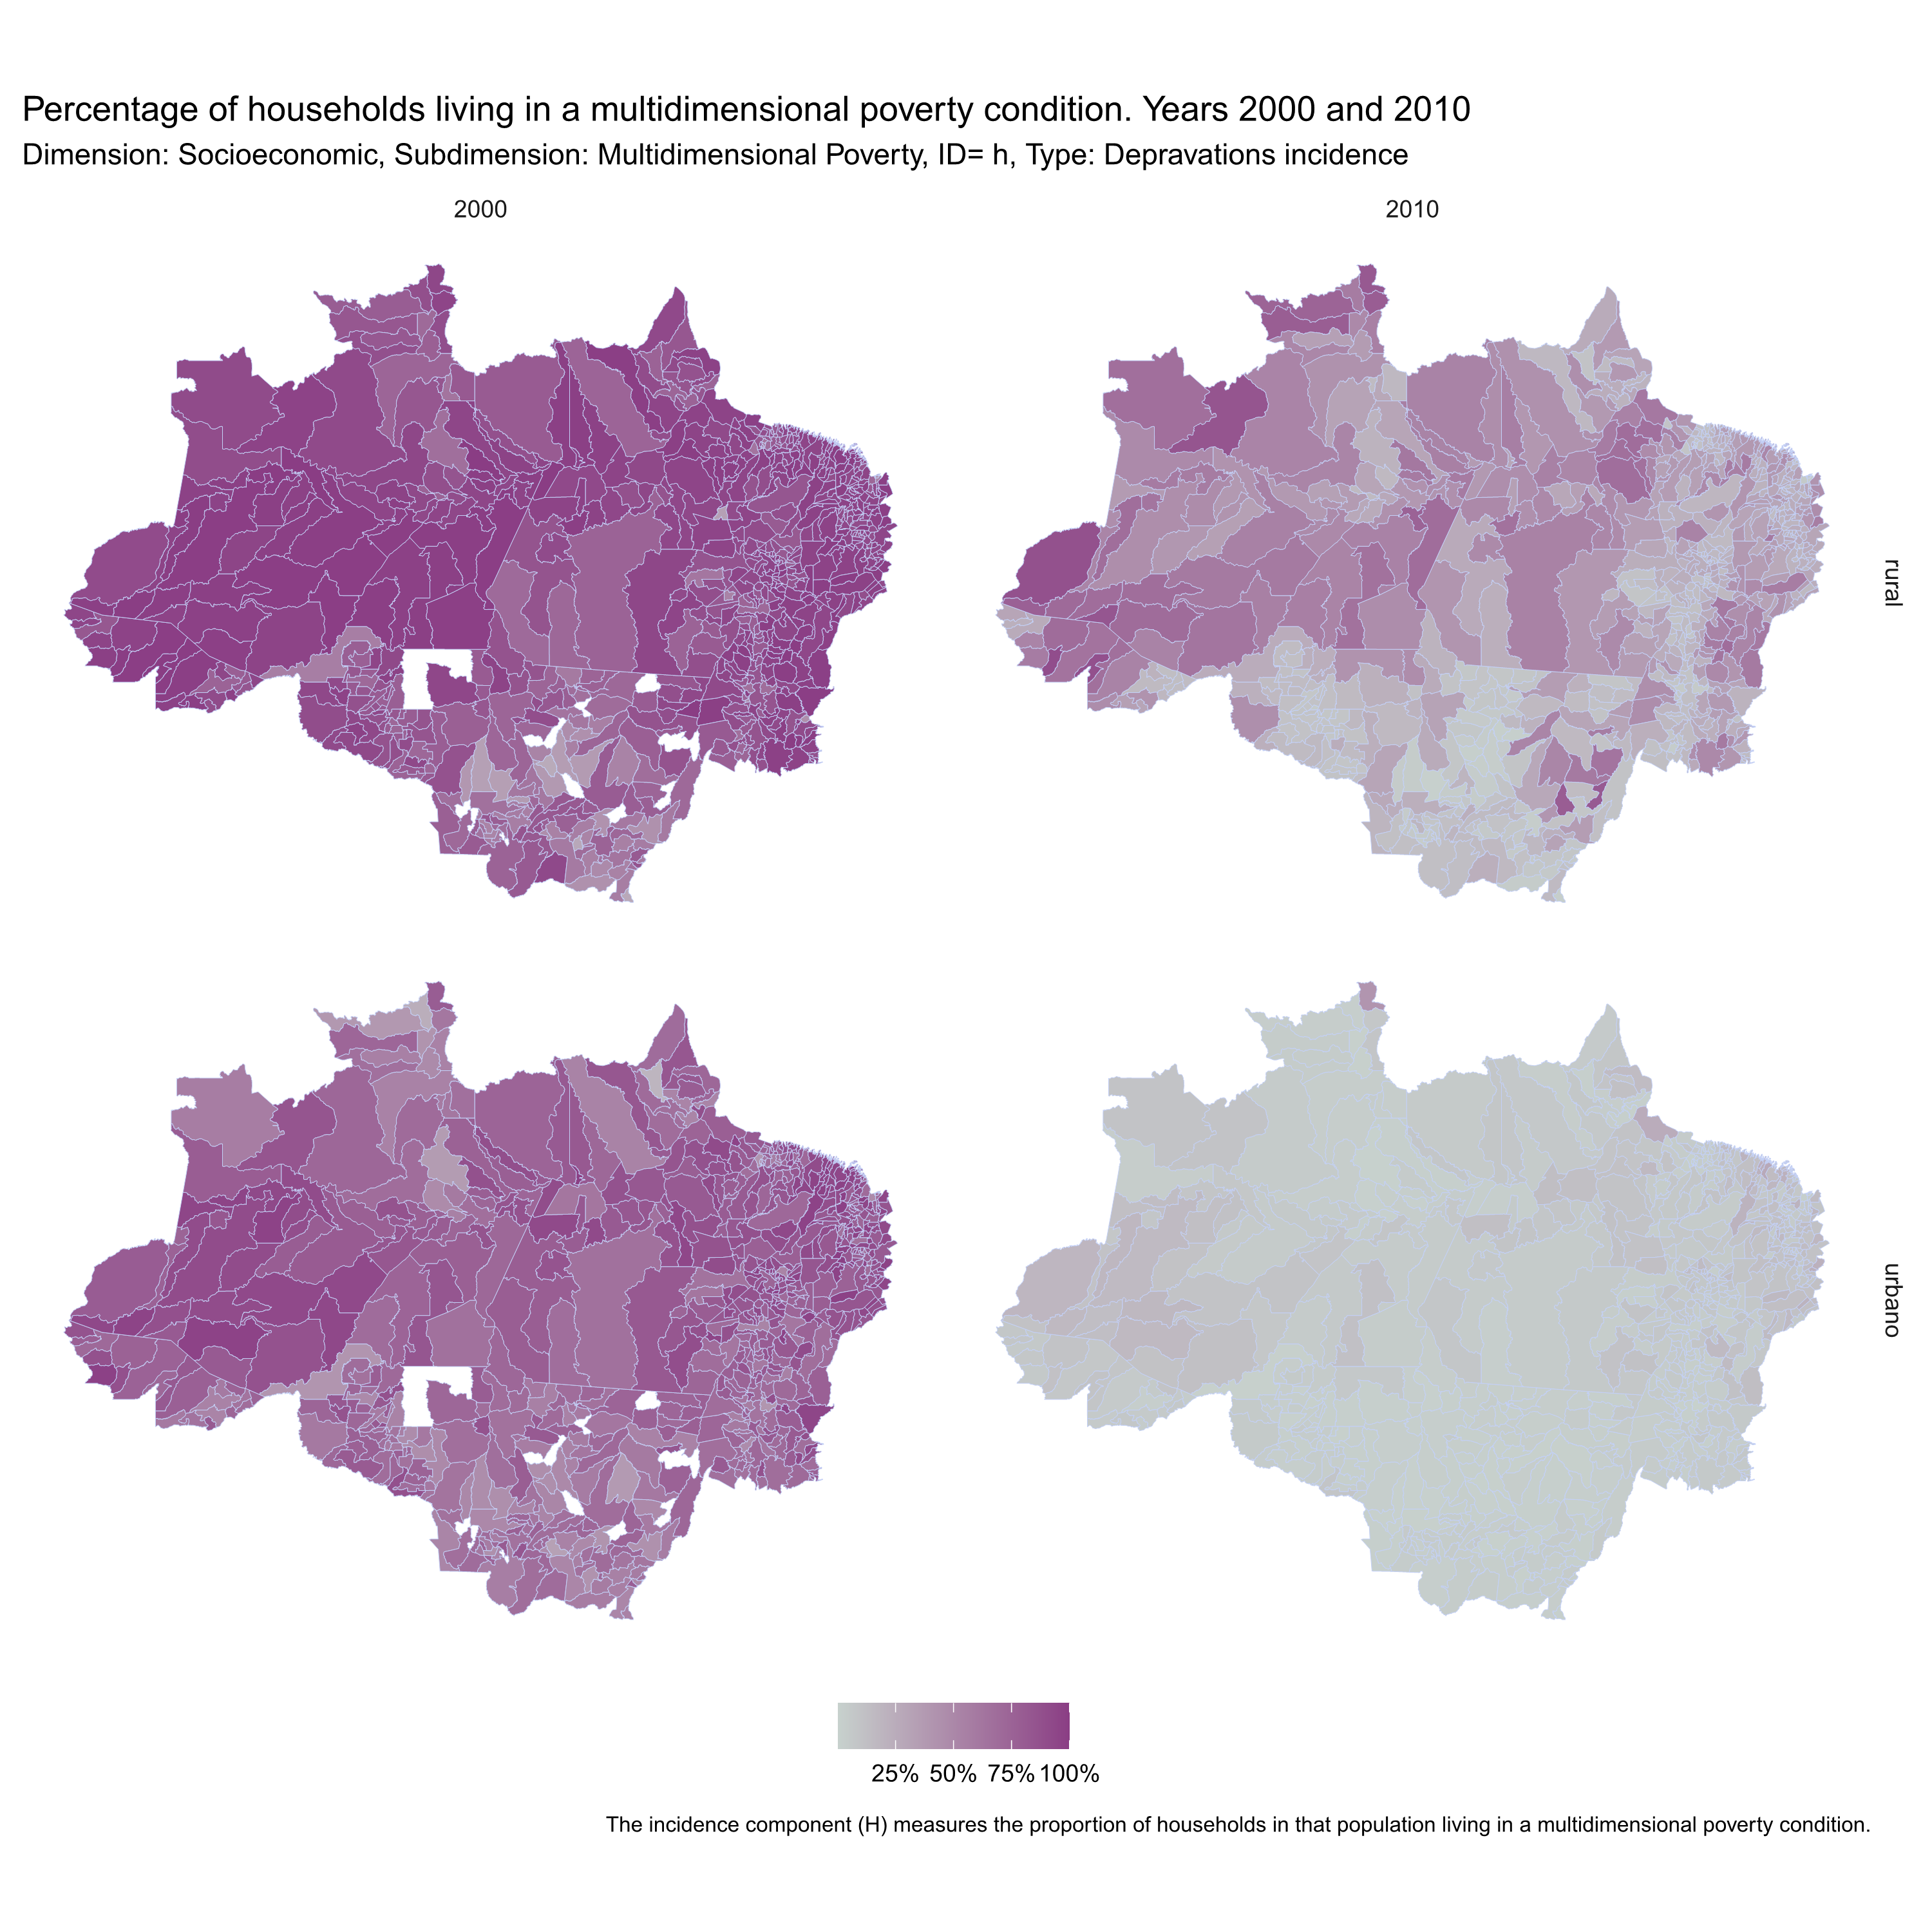 Percentage of households living in a multidimensional poverty condition. Years 2000 and 2010
Dimension: Socioeconomic, Subdimension: Multidimensional Poverty, ID= h, Type: Depravations incidence
2000
2010
rural
urbano
25%
50%
75%
100%
The incidence component (H) measures the proportion of households in that population living in a multidimensional poverty condition.